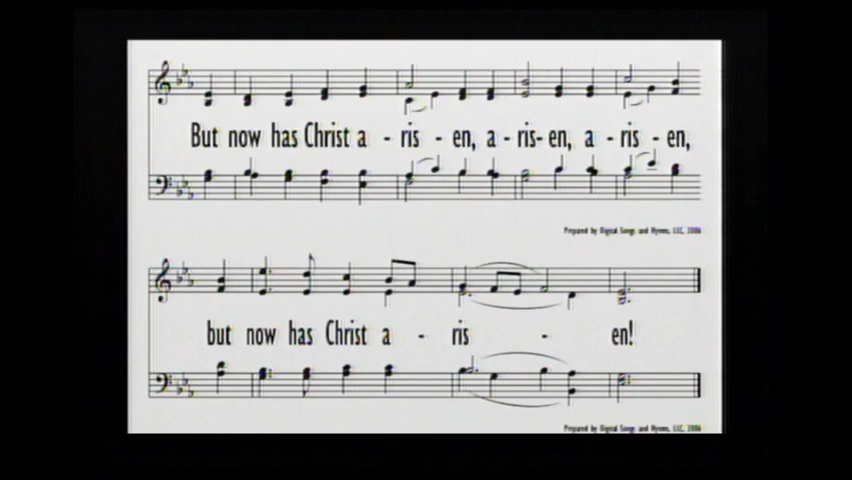 But now has Christ a - ris - en, a - ris - en, a - ris - en,
Prepared by Digital Songs and Hymns, LLC, 2006
but now has Christ a - ris - en!
Prepared by Digital Songs and Hymns, LLC, 2006